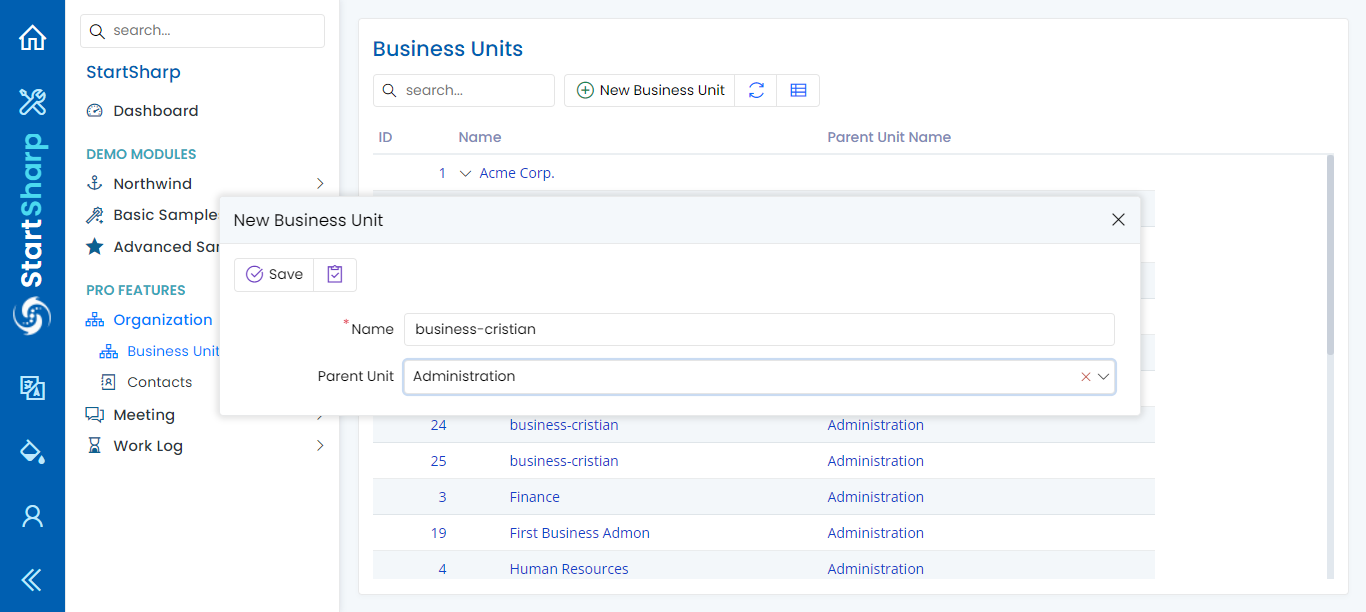 StartSharp
search...
StartSharp
Dashboard
DEMO MODULES
Northwind
Basic Sample
Advanced Sa
PRO FEATURES
Organization
Business Unit
Contacts
Meeting
Work Log
Business Units
search...
New Business Unit
ID Name Parent Unit Name
1 Acme Corp.
New Business Unit
Save
*Name business-cristian
Parent Unit Administration
24 business-cristian Administration
25 business-cristian Administration
3 Finance Administration
19 First Business Admon Administration
4 Human Resources Administration